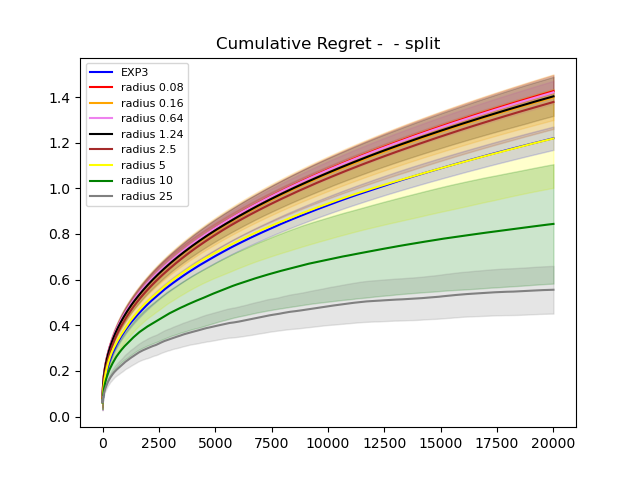 Cumulative Regret -  - split
EXP3
radius 0.08
radius 0.16
radius 0.64
radius 1.24
radius 2.5
radius 5
radius 10
radius 25
1.4
1.2
1.0
0.8
0.6
0.4
0.2
0.0
0 2500 5000 7500 10000 12500 15000 17500 20000